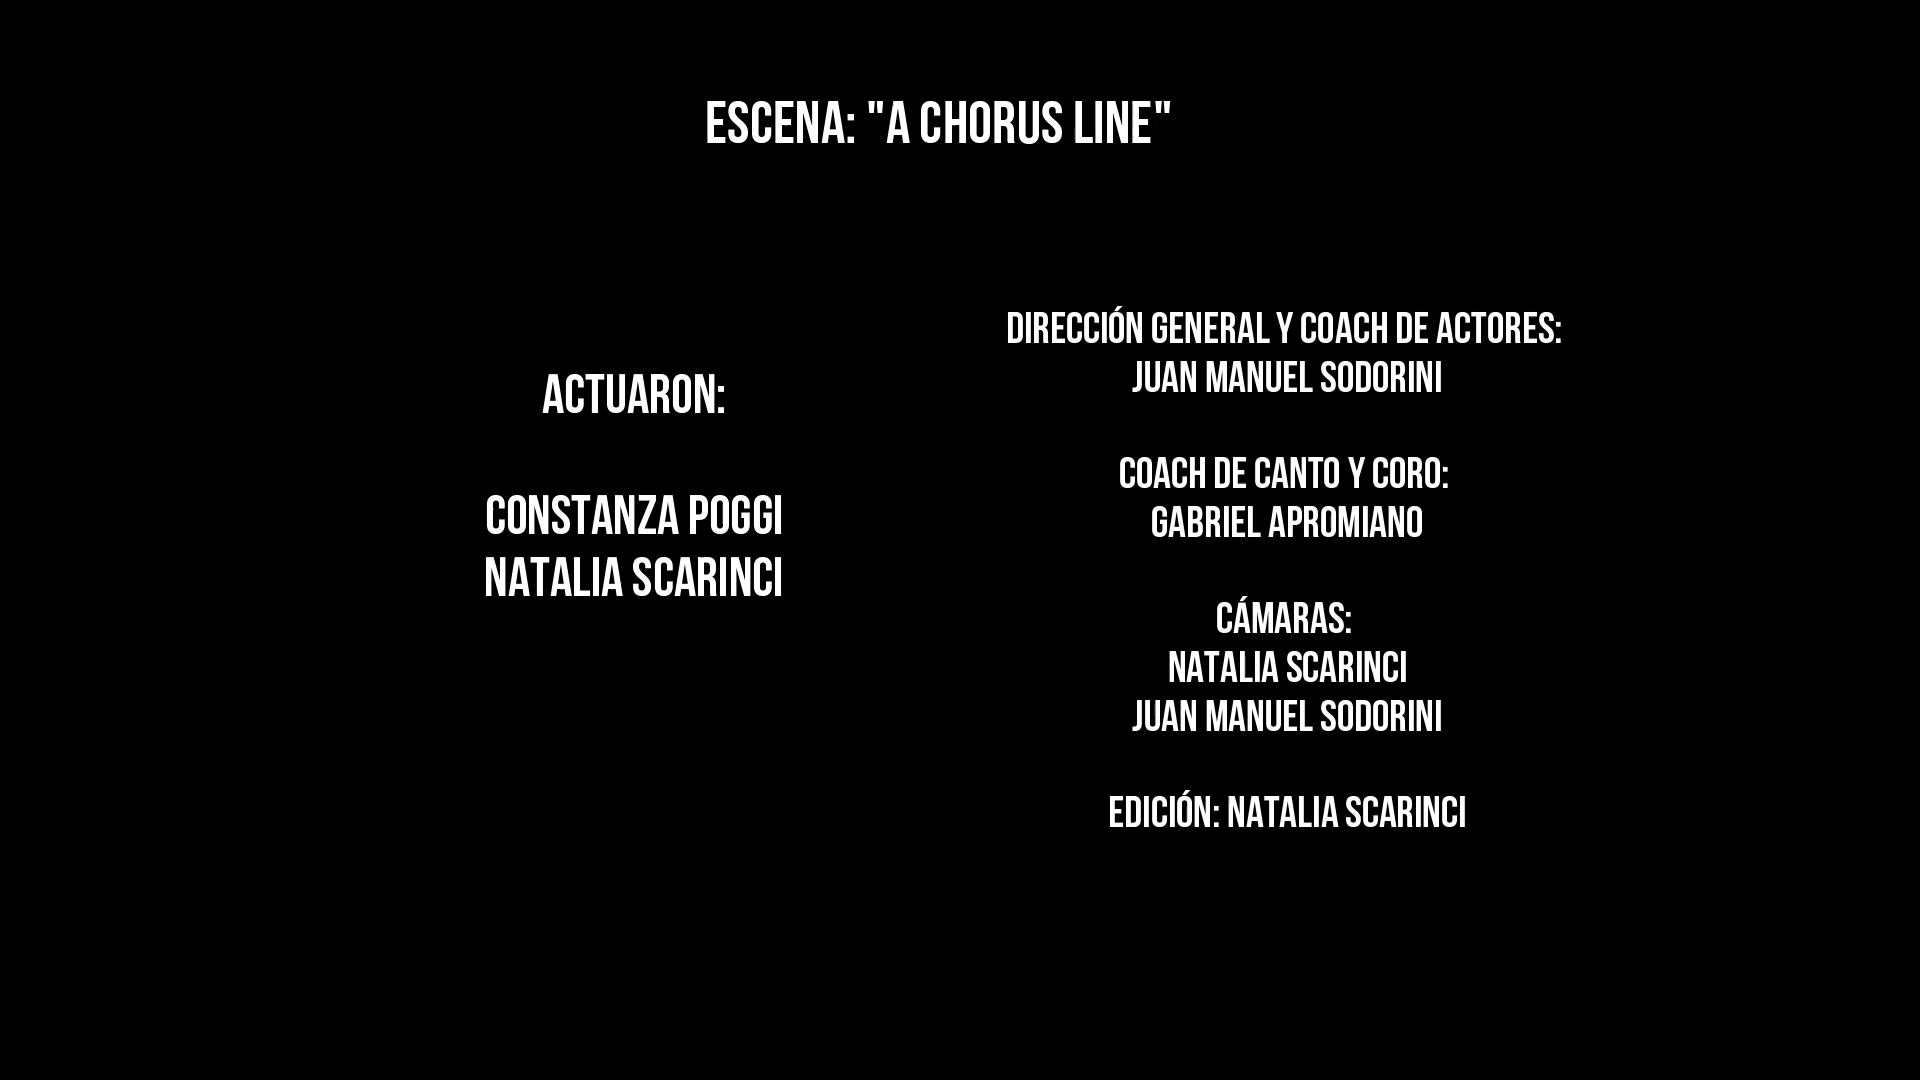 ESCENA: "A CHORUS LINE"
ACTUARON:
CONSTANZA POGGI
NATALIA SCARINCI
DIRECCIÓN GENERAL Y COACH DE ACTORES:
JUAN MANUEL SODORINI
COACH DE CANTO Y CORO:
GABRIEL APROMIANO
CÁMARAS:
NATALIA SCARINCI
JUAN MANUEL SODORINI
EDICIÓN: NATALIA SCARINCI